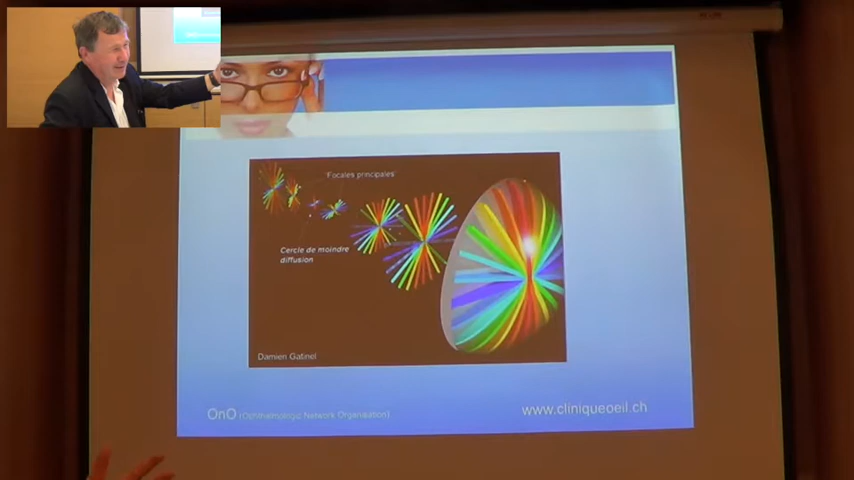 'Focales principales'
Cercle de moindre
diffusion
Damien Gatinel
OnO (Ophthalmologic Network Organisation)
www.cliniqueoeil.ch